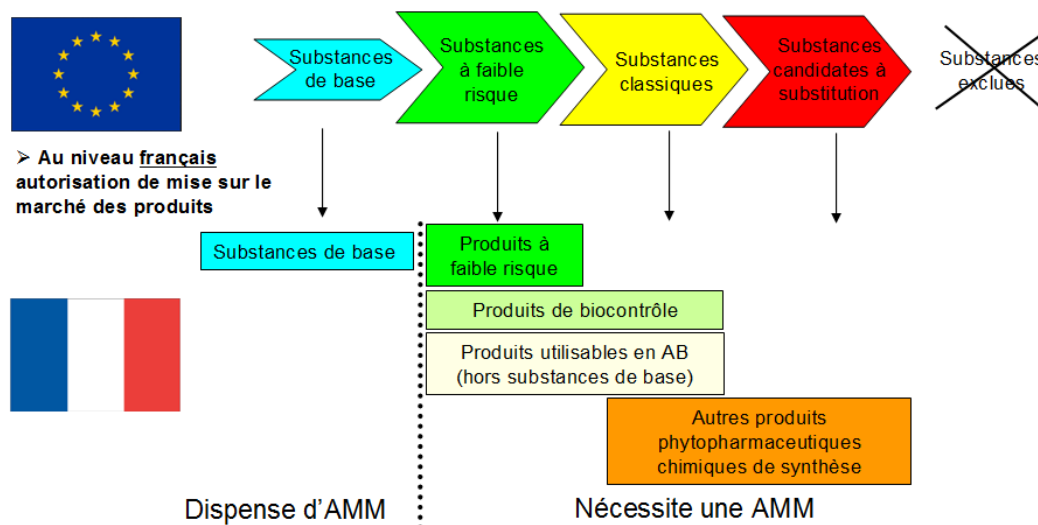 Substances
de base
Substances
à faible
risque
Substances
classiques
Substances
candidates à
substitution
Substances
exclues
➢ Au niveau français
autorisation de mise sur le
marché des produits
Substances de base
Produits à
faible risque
Produits de biocontrôle
Produits utilisables en AB
(hors substances de base)
Autres produits
phytopharmaceutiques
chimiques de synthèse
Dispense d’AMM
Nécessite une AMM